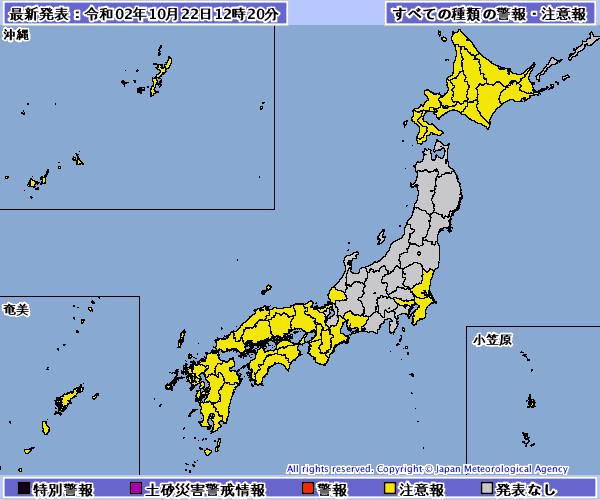 最新発表：令和02年10月22日12時20分
すべての種類の警報・注意報
沖縄
奄美
小笠原
All rights reserved. Copyright © Japan Meteorological Agency
特別警報 土砂災害警戒情報 警報 注意報 発表なし